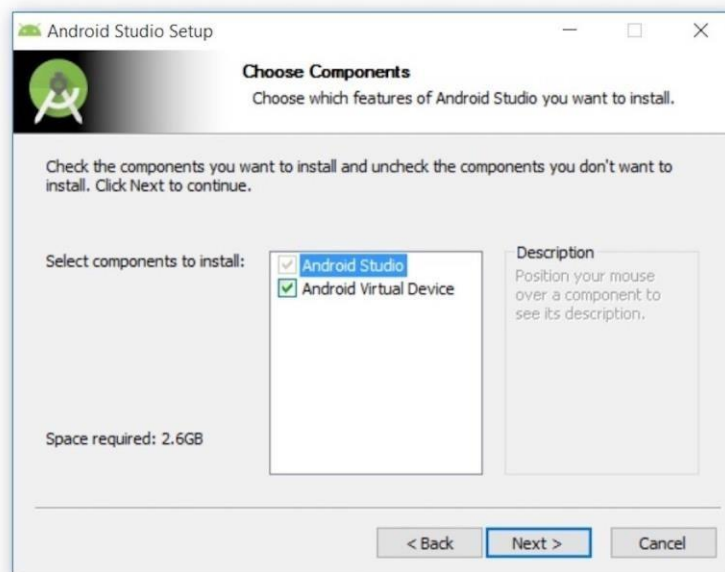 Android Studio Setup
Choose Components
Choose which features of Android Studio you want to install.
Check the components you want to install and uncheck the components you don't want to
install. Click Next to continue.
Select components to install:
Android Studio
Android Virtual Device
Description
Position your mouse
over a component to
see its description.
Space required: 2.6GB
< Back
Next >
Cancel